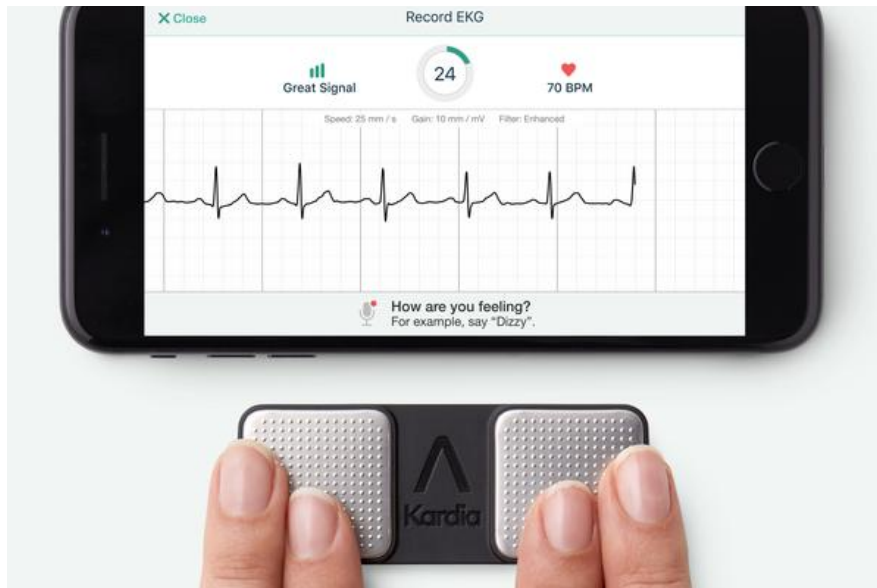 X Close
Record EKG
Great Signal
24
70 BPM
Speed: 25 mm / s Gain: 10 mm / mV Filter: Enhanced
How are you feeling?
For example, say “Dizzy”.
Kardia